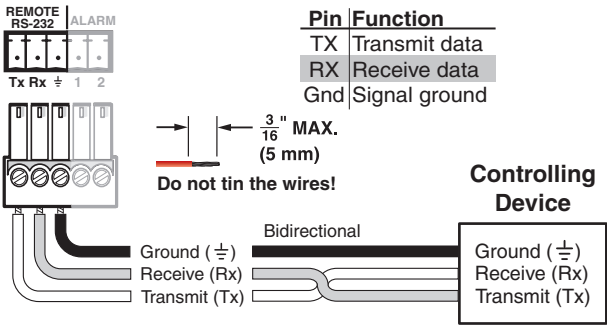 REMOTE
RS-232
ALARM
Tx Rx ⏚ 1 2
Pin Function
TX Transmit data
RX Receive data
Gnd Signal ground
3/16" MAX.
(5 mm)
Do not tin the wires!
Controlling
Device
Bidirectional
Ground (⏚)
Receive (Rx)
Transmit (Tx)
Ground (⏚)
Receive (Rx)
Transmit (Tx)